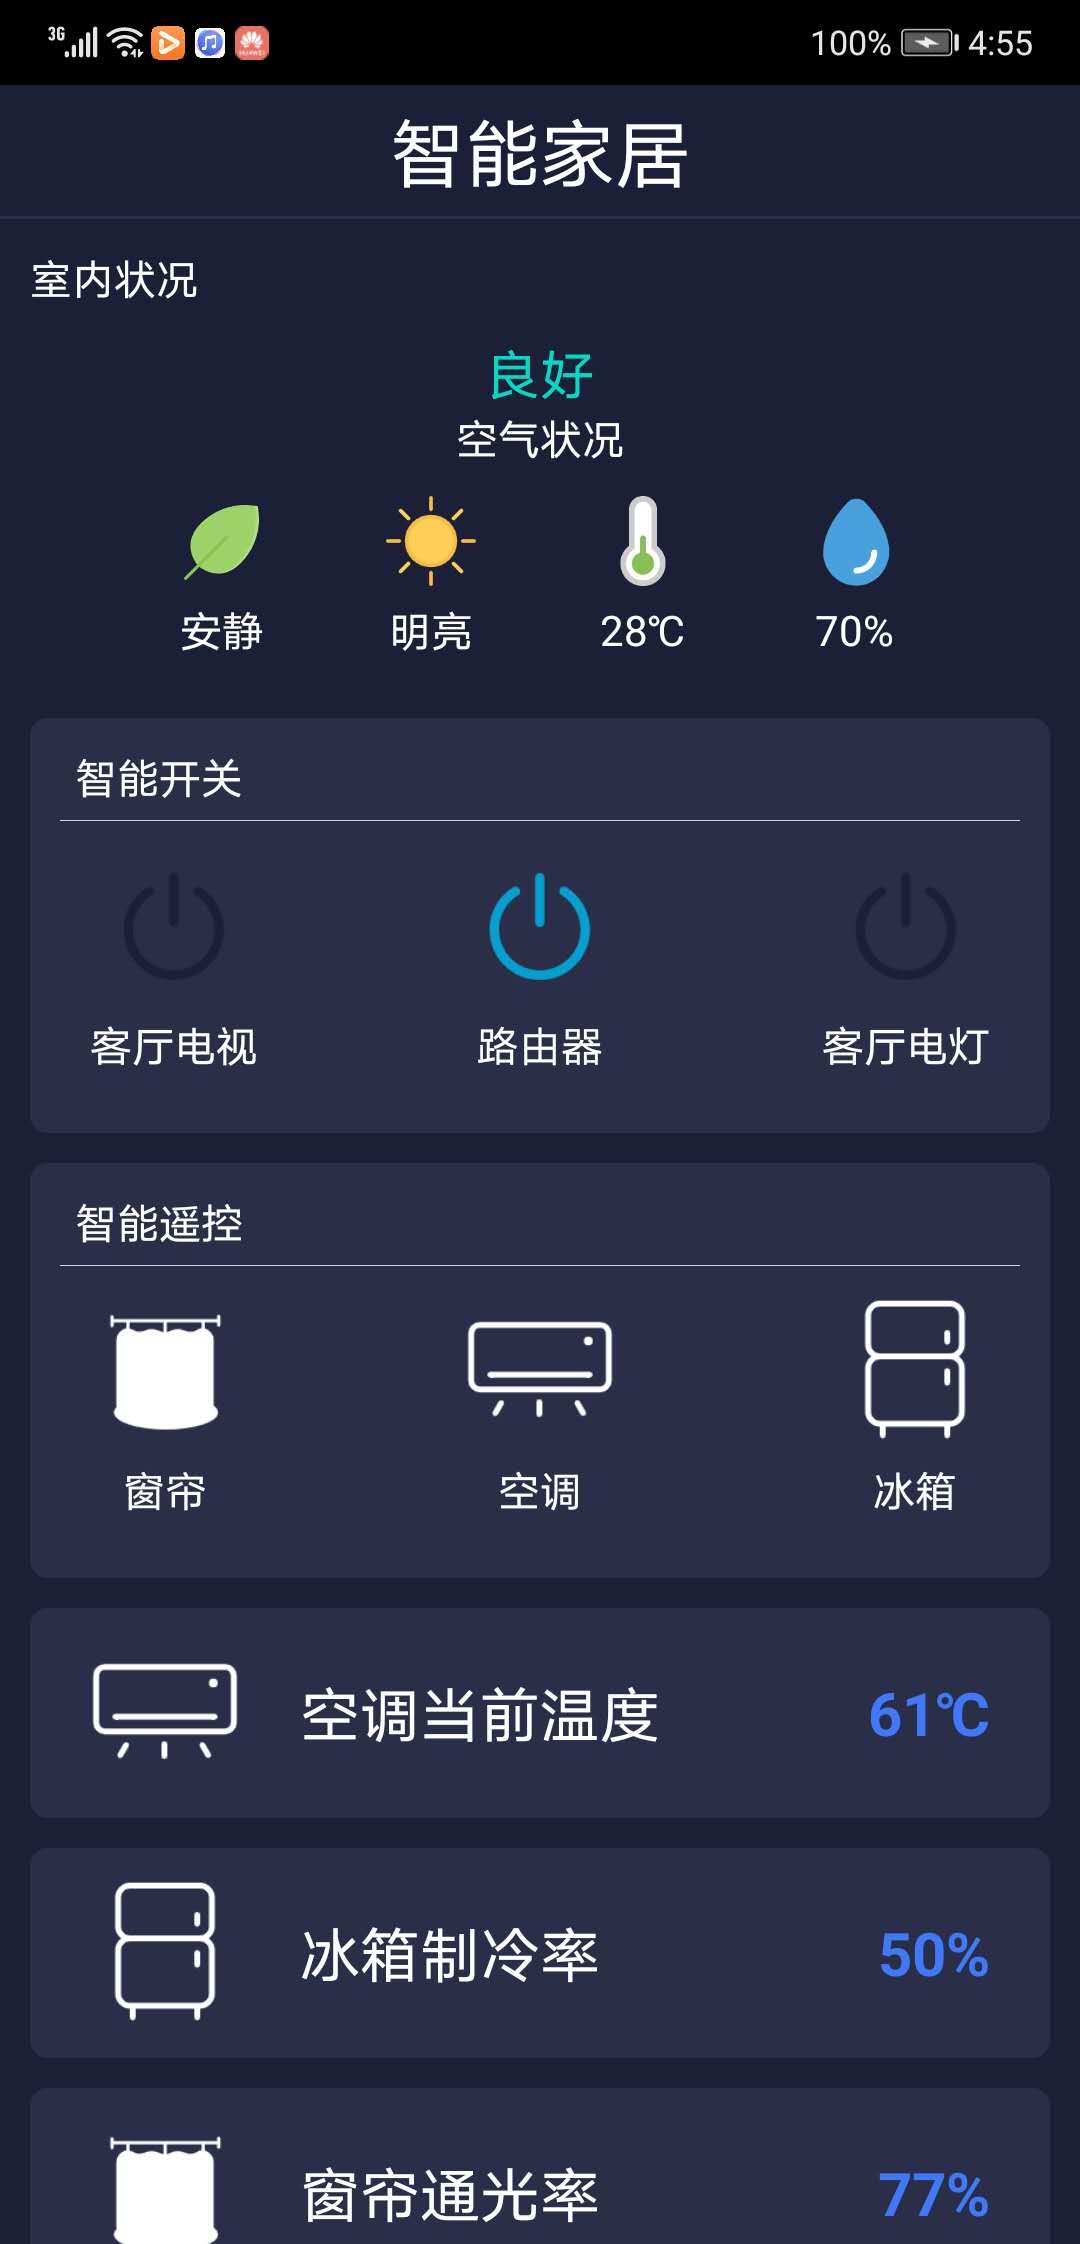 3G
100% 4:55
智能家居
室内状况
良好
空气状况
安静 明亮 28℃ 70%
智能开关
客厅电视 路由器 客厅电灯
智能遥控
窗帘 空调 冰箱
空调当前温度 61℃
冰箱制冷率 50%
窗帘通光率 77%